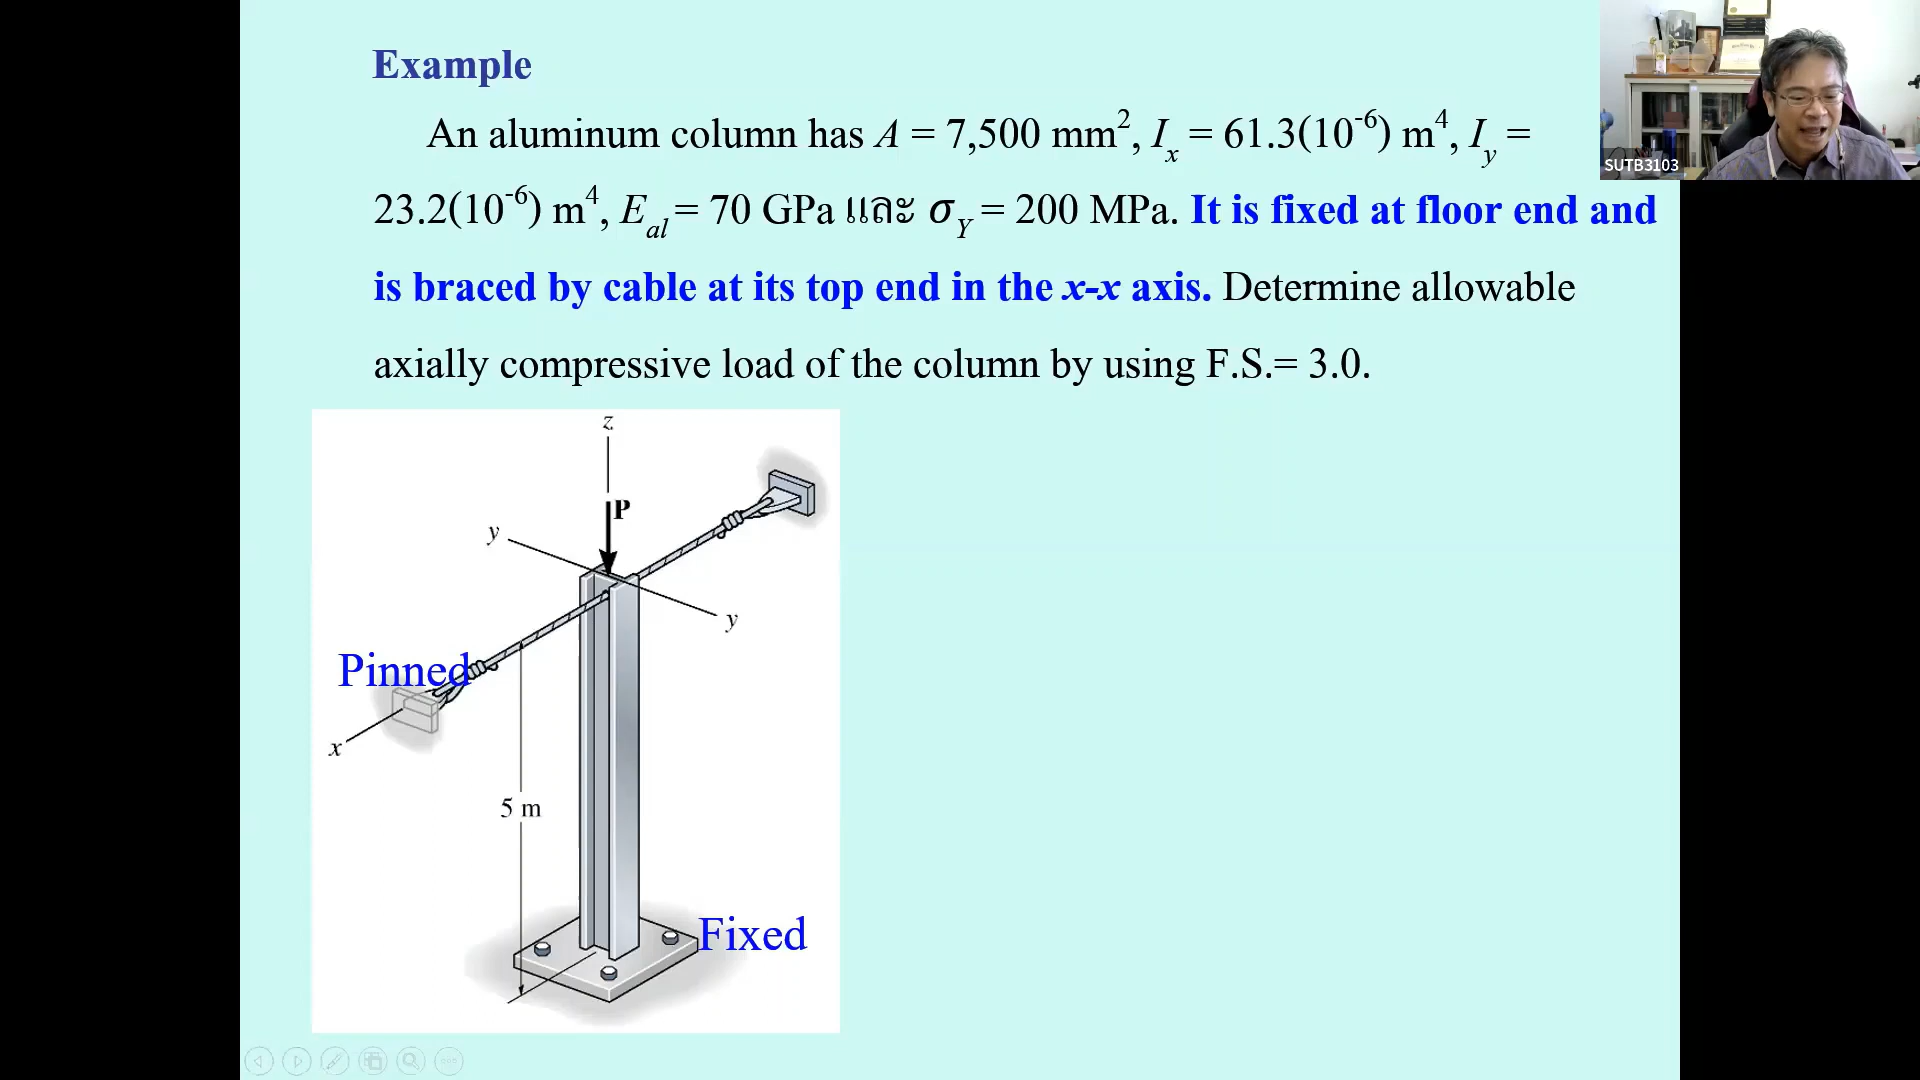 Example
An aluminum column has A = 7,500 mm², Iₓ = 61.3(10⁻⁶) m⁴, I_y =
23.2(10⁻⁶) m⁴, E_al = 70 GPa และ σ_Y = 200 MPa. It is fixed at floor end and
is braced by cable at its top end in the x-x axis. Determine allowable
axially compressive load of the column by using F.S.= 3.0.
SUTB3103
z
P
y
y
Pinned
x
5 m
Fixed